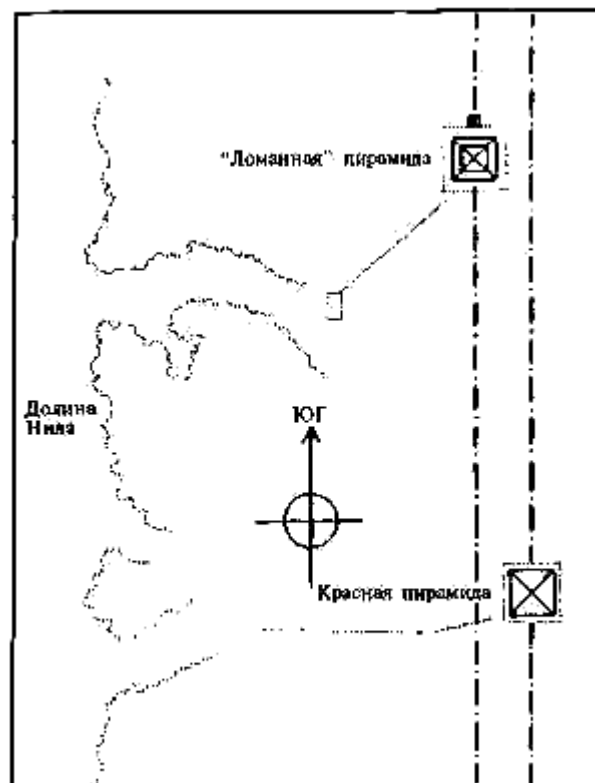 "Ломанная" пирамида
Долина
Нила
ЮГ
Красная пирамида